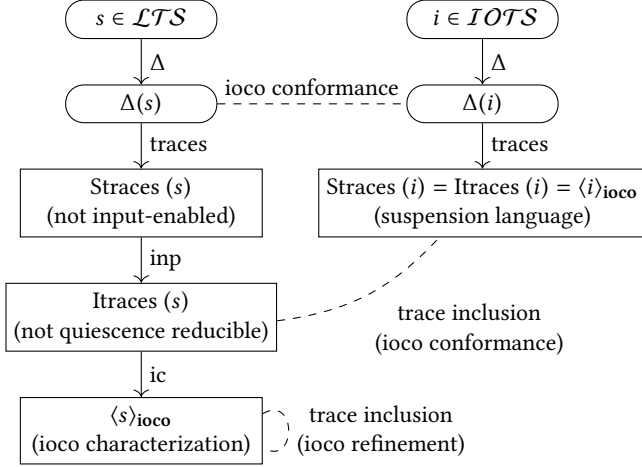 s ∈ 𝓛𝓣𝓢
i ∈ 𝓘𝓞𝓣𝓢
Δ
Δ
ioco conformance
Δ(s)
Δ(i)
traces
traces
Straces (s)
(not input-enabled)
Straces (i) = Itraces (i) = ⟨i⟩ioco
(suspension language)
inp
Itraces (s)
(not quiescence reducible)
trace inclusion
(ioco conformance)
ic
⟨s⟩ioco
(ioco characterization)
trace inclusion
(ioco refinement)